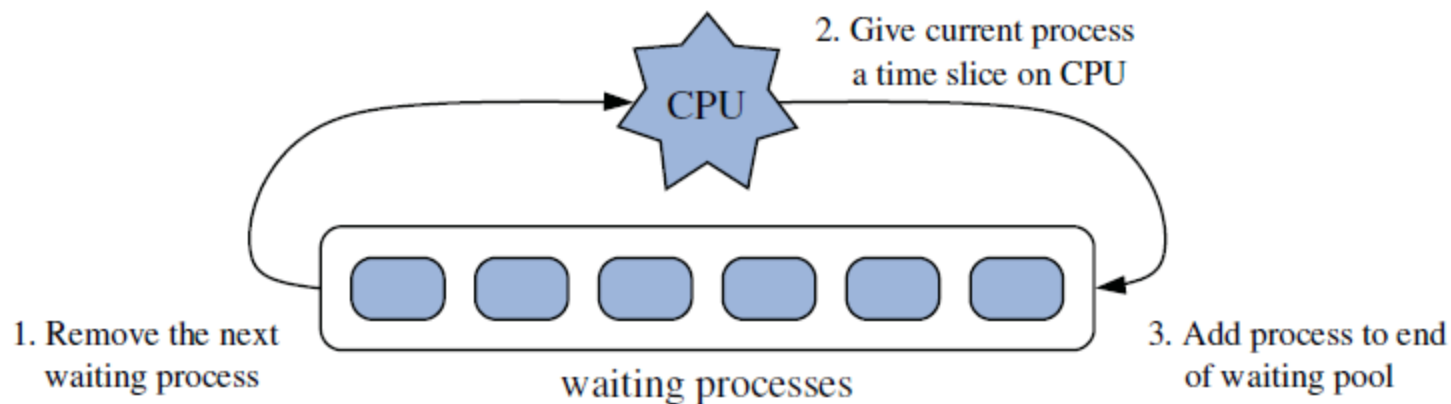 2. Give current process
a time slice on CPU
CPU
1. Remove the next
waiting process
waiting processes
3. Add process to end
of waiting pool